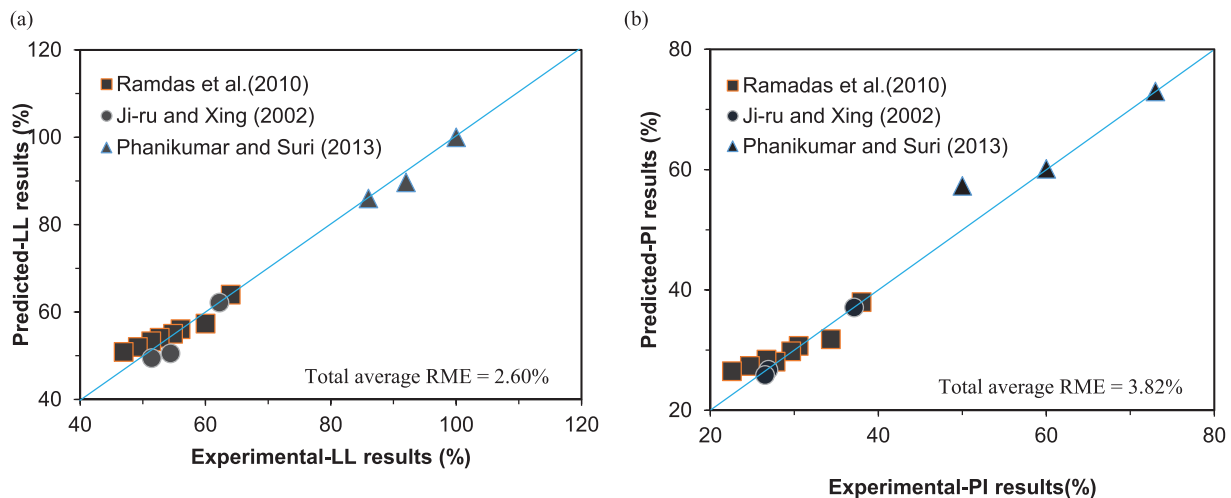 (a)
120
100
80
60
40
40
60
80
100
120
Predicted-LL results (%)
Experimental-LL results (%)
Ramdas et al.(2010)
Ji-ru and Xing (2002)
Phanikumar and Suri (2013)
Total average RME = 2.60%
(b)
80
60
40
20
20
40
60
80
Predicted-PI results (%)
Experimental-PI results(%)
Ramadas et al.(2010)
Ji-ru and Xing (2002)
Phanikumar and Suri (2013)
Total average RME = 3.82%